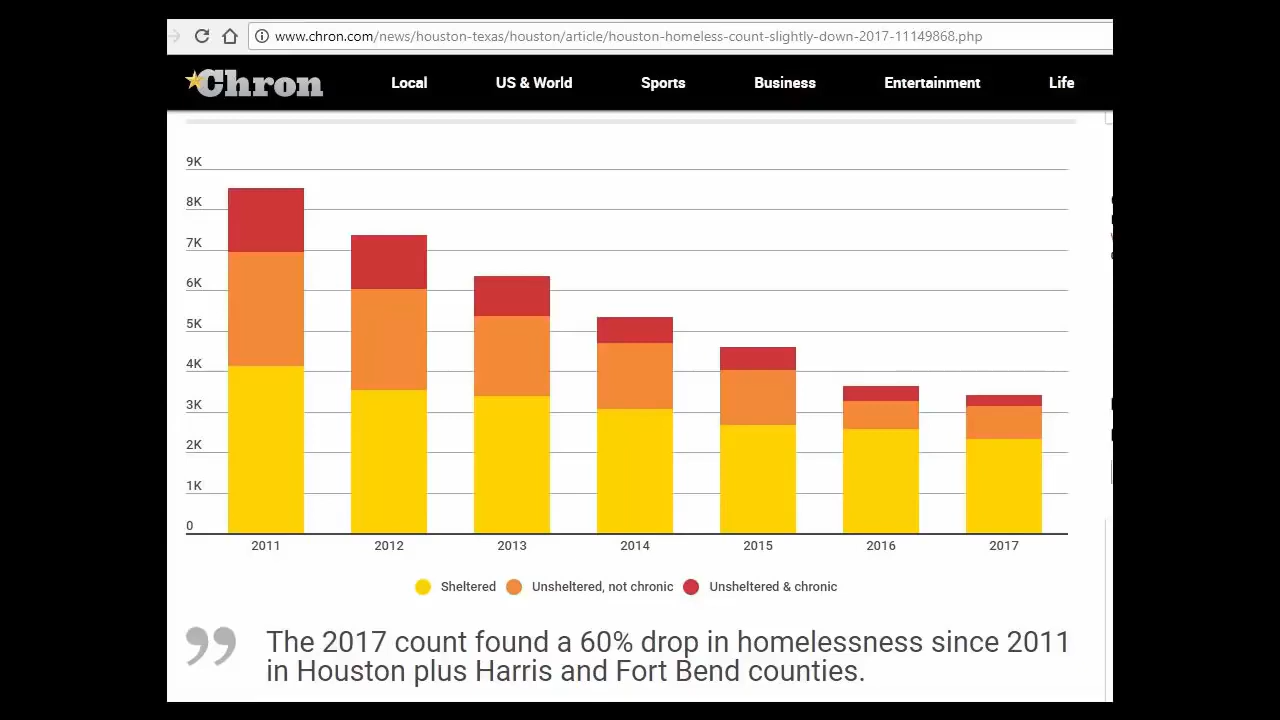 www.chron.com/news/houston-texas/houston/article/houston-homeless-count-slightly-down-2017-11149868.php
Chron Local US & World Sports Business Entertainment Life
9K
8K
7K
6K
5K
4K
3K
2K
1K
0
2011 2012 2013 2014 2015 2016 2017
Sheltered Unsheltered, not chronic Unsheltered & chronic
” The 2017 count found a 60% drop in homelessness since 2011
in Houston plus Harris and Fort Bend counties.